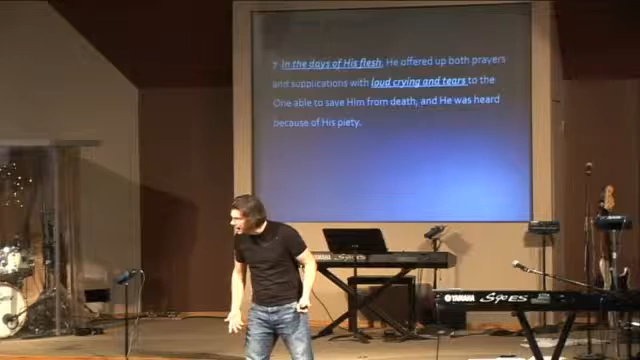 7 In the days of His flesh, He offered up both prayers
and supplications with loud crying and tears to the
One able to save Him from death, and He was heard
because of His piety.
YAMAHA S90ES
YAMAHA S90ES